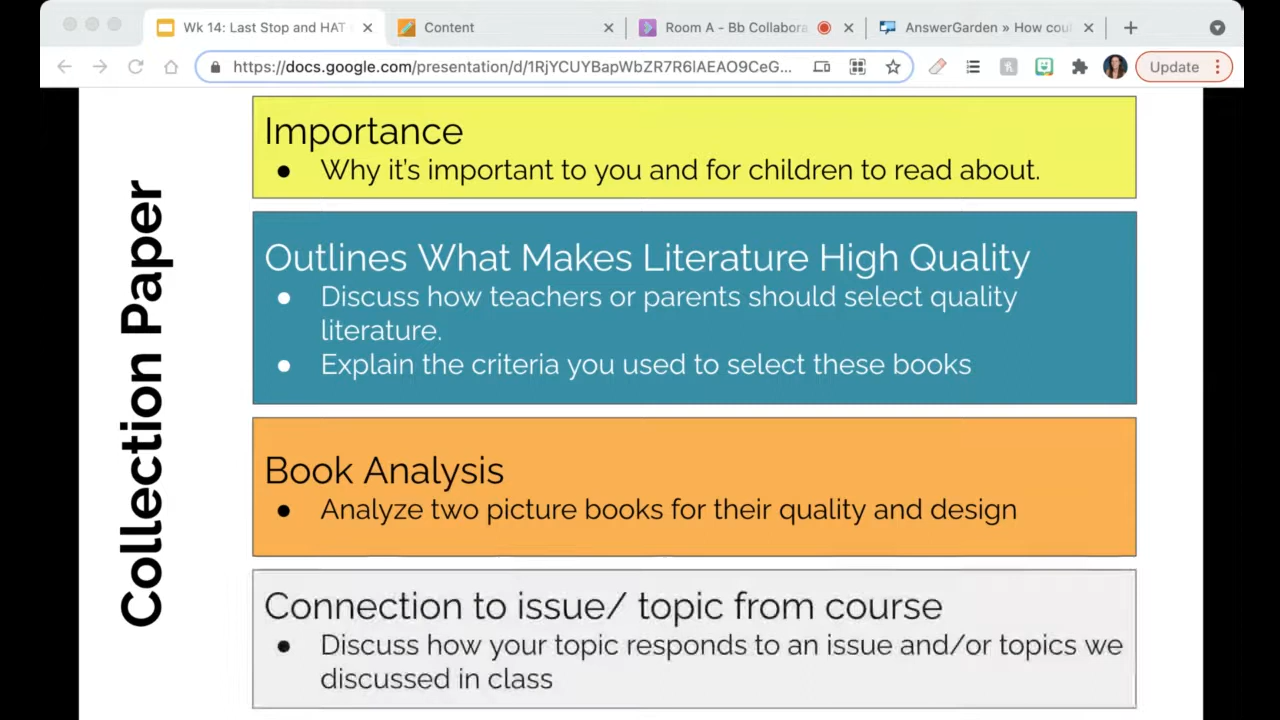 Wk 14: Last Stop and HAT
Content
Room A - Bb Collabora
AnswerGarden » How coul
https://docs.google.com/presentation/d/1RjYCUYBapWbZR7R6lAEAO9CeG...
Update
Collection Paper
Importance
● Why it's important to you and for children to read about.
Outlines What Makes Literature High Quality
● Discuss how teachers or parents should select quality
literature.
● Explain the criteria you used to select these books
Book Analysis
● Analyze two picture books for their quality and design
Connection to issue/ topic from course
● Discuss how your topic responds to an issue and/or topics we
discussed in class